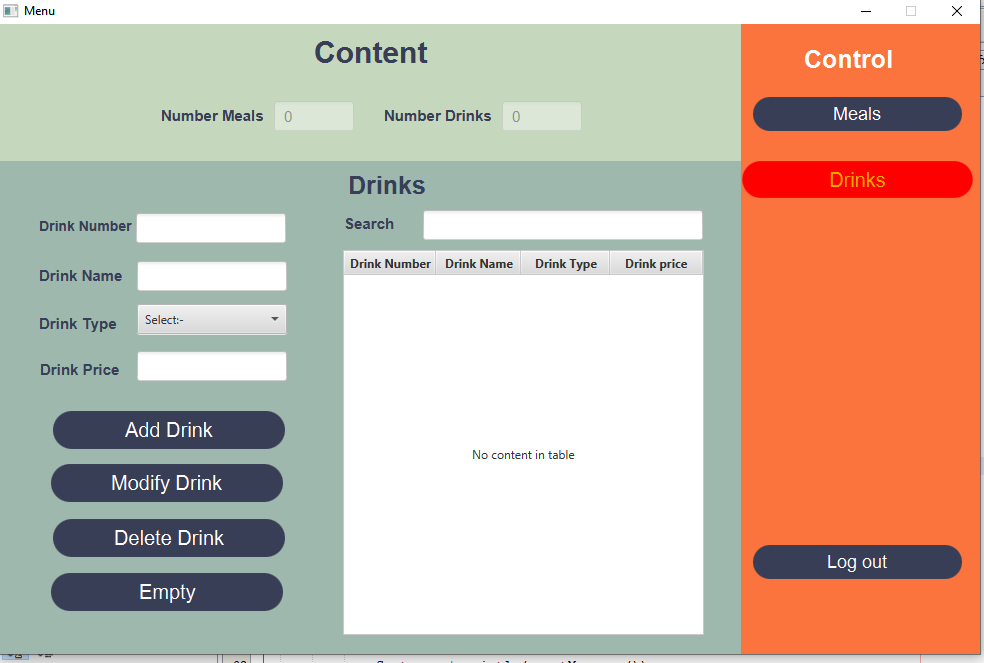 Menu
Content
Control
Number Meals 0 Number Drinks 0
Meals
Drinks
Drinks
Search
Drink Number
Drink Name
Drink Type Select:-
Drink Price
Drink Number Drink Name Drink Type Drink price
No content in table
Add Drink
Modify Drink
Delete Drink
Empty
Log out